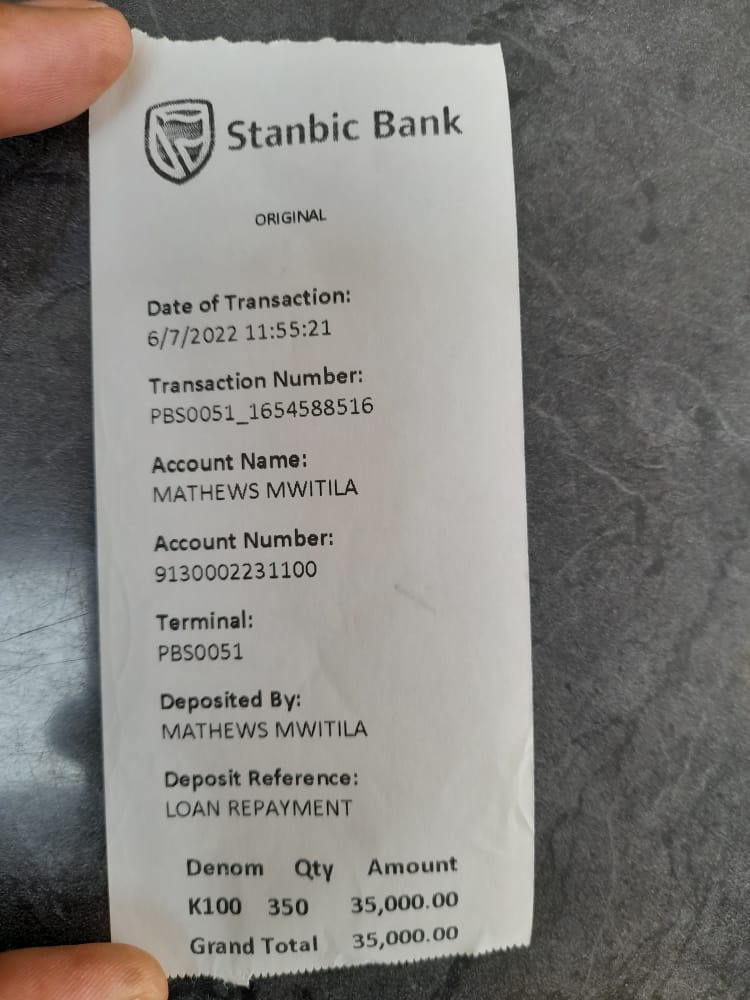 Stanbic Bank
ORIGINAL
Date of Transaction:
6/7/2022 11:55:21
Transaction Number:
PBS0051_1654588516
Account Name:
MATHEWS MWITILA
Account Number:
9130002231100
Terminal:
PBS0051
Deposited By:
MATHEWS MWITILA
Deposit Reference:
LOAN REPAYMENT
Denom Qty Amount
K100 350 35,000.00
Grand Total 35,000.00